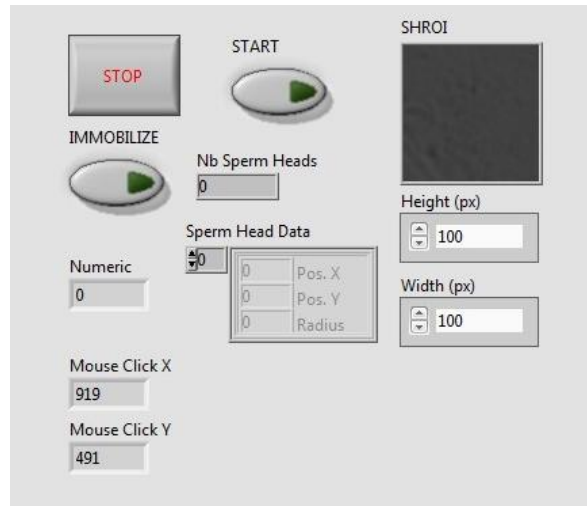 START
SHROI
STOP
IMMOBILIZE
Nb Sperm Heads
0
Height (px)
100
Sperm Head Data
0
0 Pos. X
0 Pos. Y
0 Radius
Numeric
0
Width (px)
100
Mouse Click X
919
Mouse Click Y
491